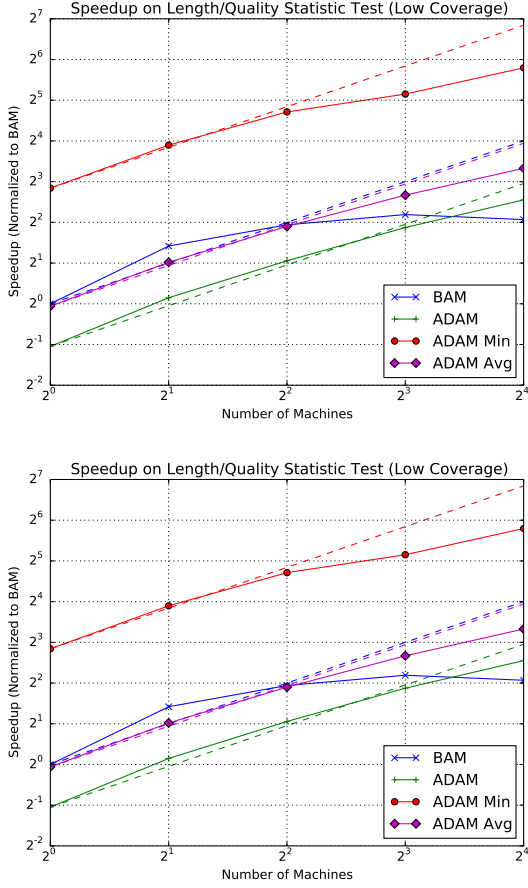 Speedup on Length/Quality Statistic Test (Low Coverage)
2^7
2^6
2^5
2^4
2^3
2^2
2^1
2^0
2^-1
2^-2
Speedup (Normalized to BAM)
BAM
ADAM
ADAM Min
ADAM Avg
2^0 2^1 2^2 2^3 2^4
Number of Machines
Speedup on Length/Quality Statistic Test (Low Coverage)
2^7
2^6
2^5
2^4
2^3
2^2
2^1
2^0
2^-1
2^-2
Speedup (Normalized to BAM)
BAM
ADAM
ADAM Min
ADAM Avg
2^0 2^1 2^2 2^3 2^4
Number of Machines